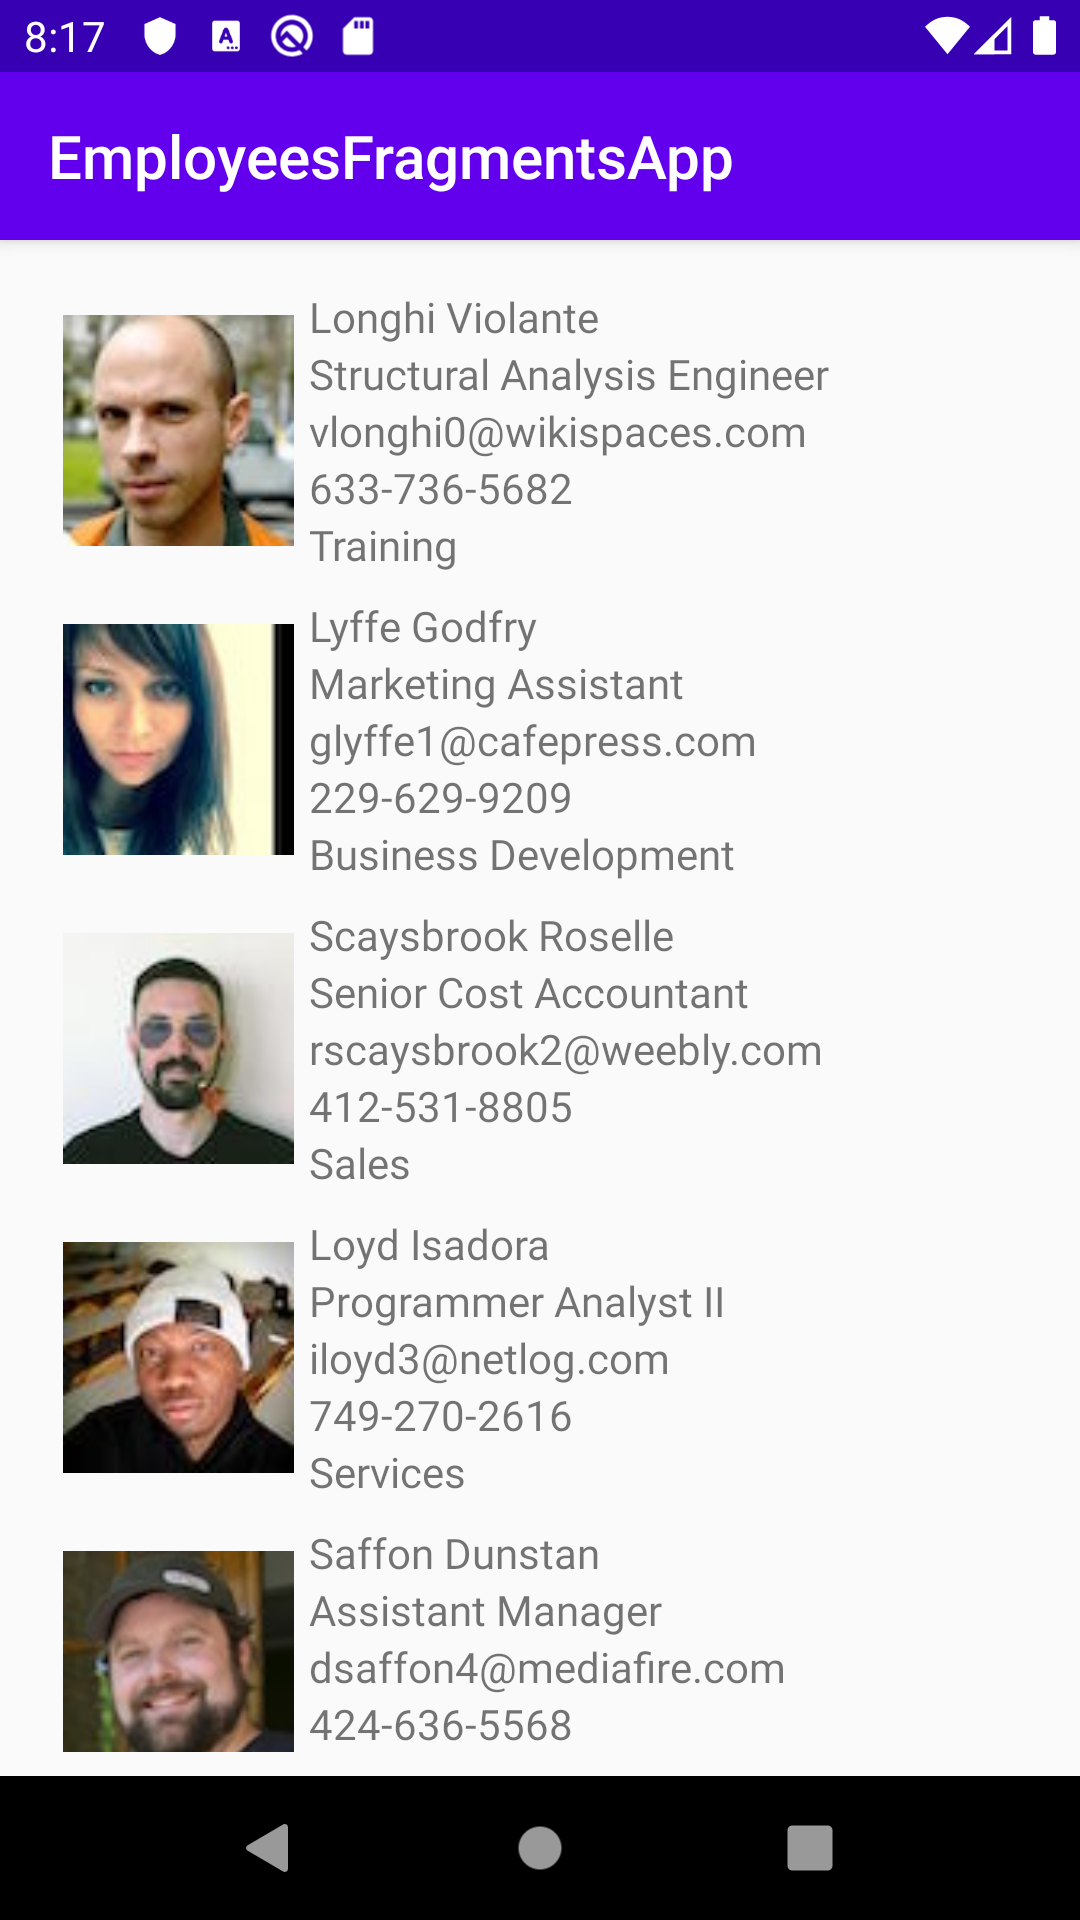 8:17
EmployeesFragmentsApp
Longhi Violante
Structural Analysis Engineer
vlonghi0@wikispaces.com
633-736-5682
Training
Lyffe Godfry
Marketing Assistant
glyffe1@cafepress.com
229-629-9209
Business Development
Scaysbrook Roselle
Senior Cost Accountant
rscaysbrook2@weebly.com
412-531-8805
Sales
Loyd Isadora
Programmer Analyst II
iloyd3@netlog.com
749-270-2616
Services
Saffon Dunstan
Assistant Manager
dsaffon4@mediafire.com
424-636-5568